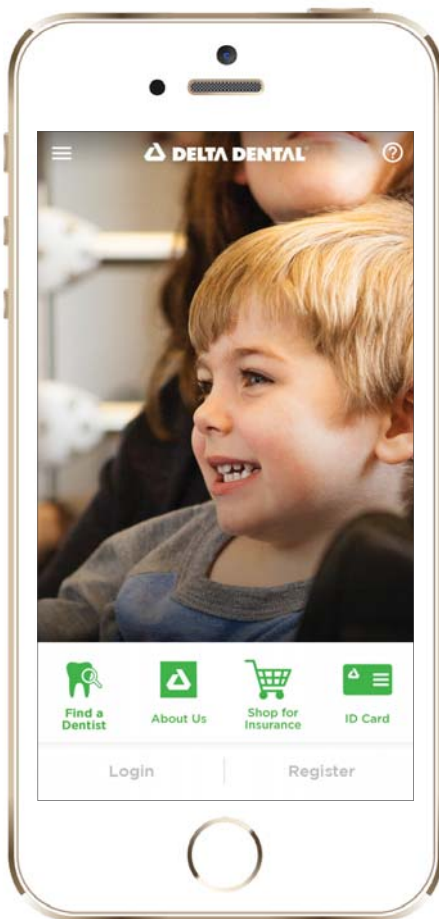 DELTA DENTAL
Find a
Dentist
About Us
Shop for
Insurance
ID Card
Login
Register